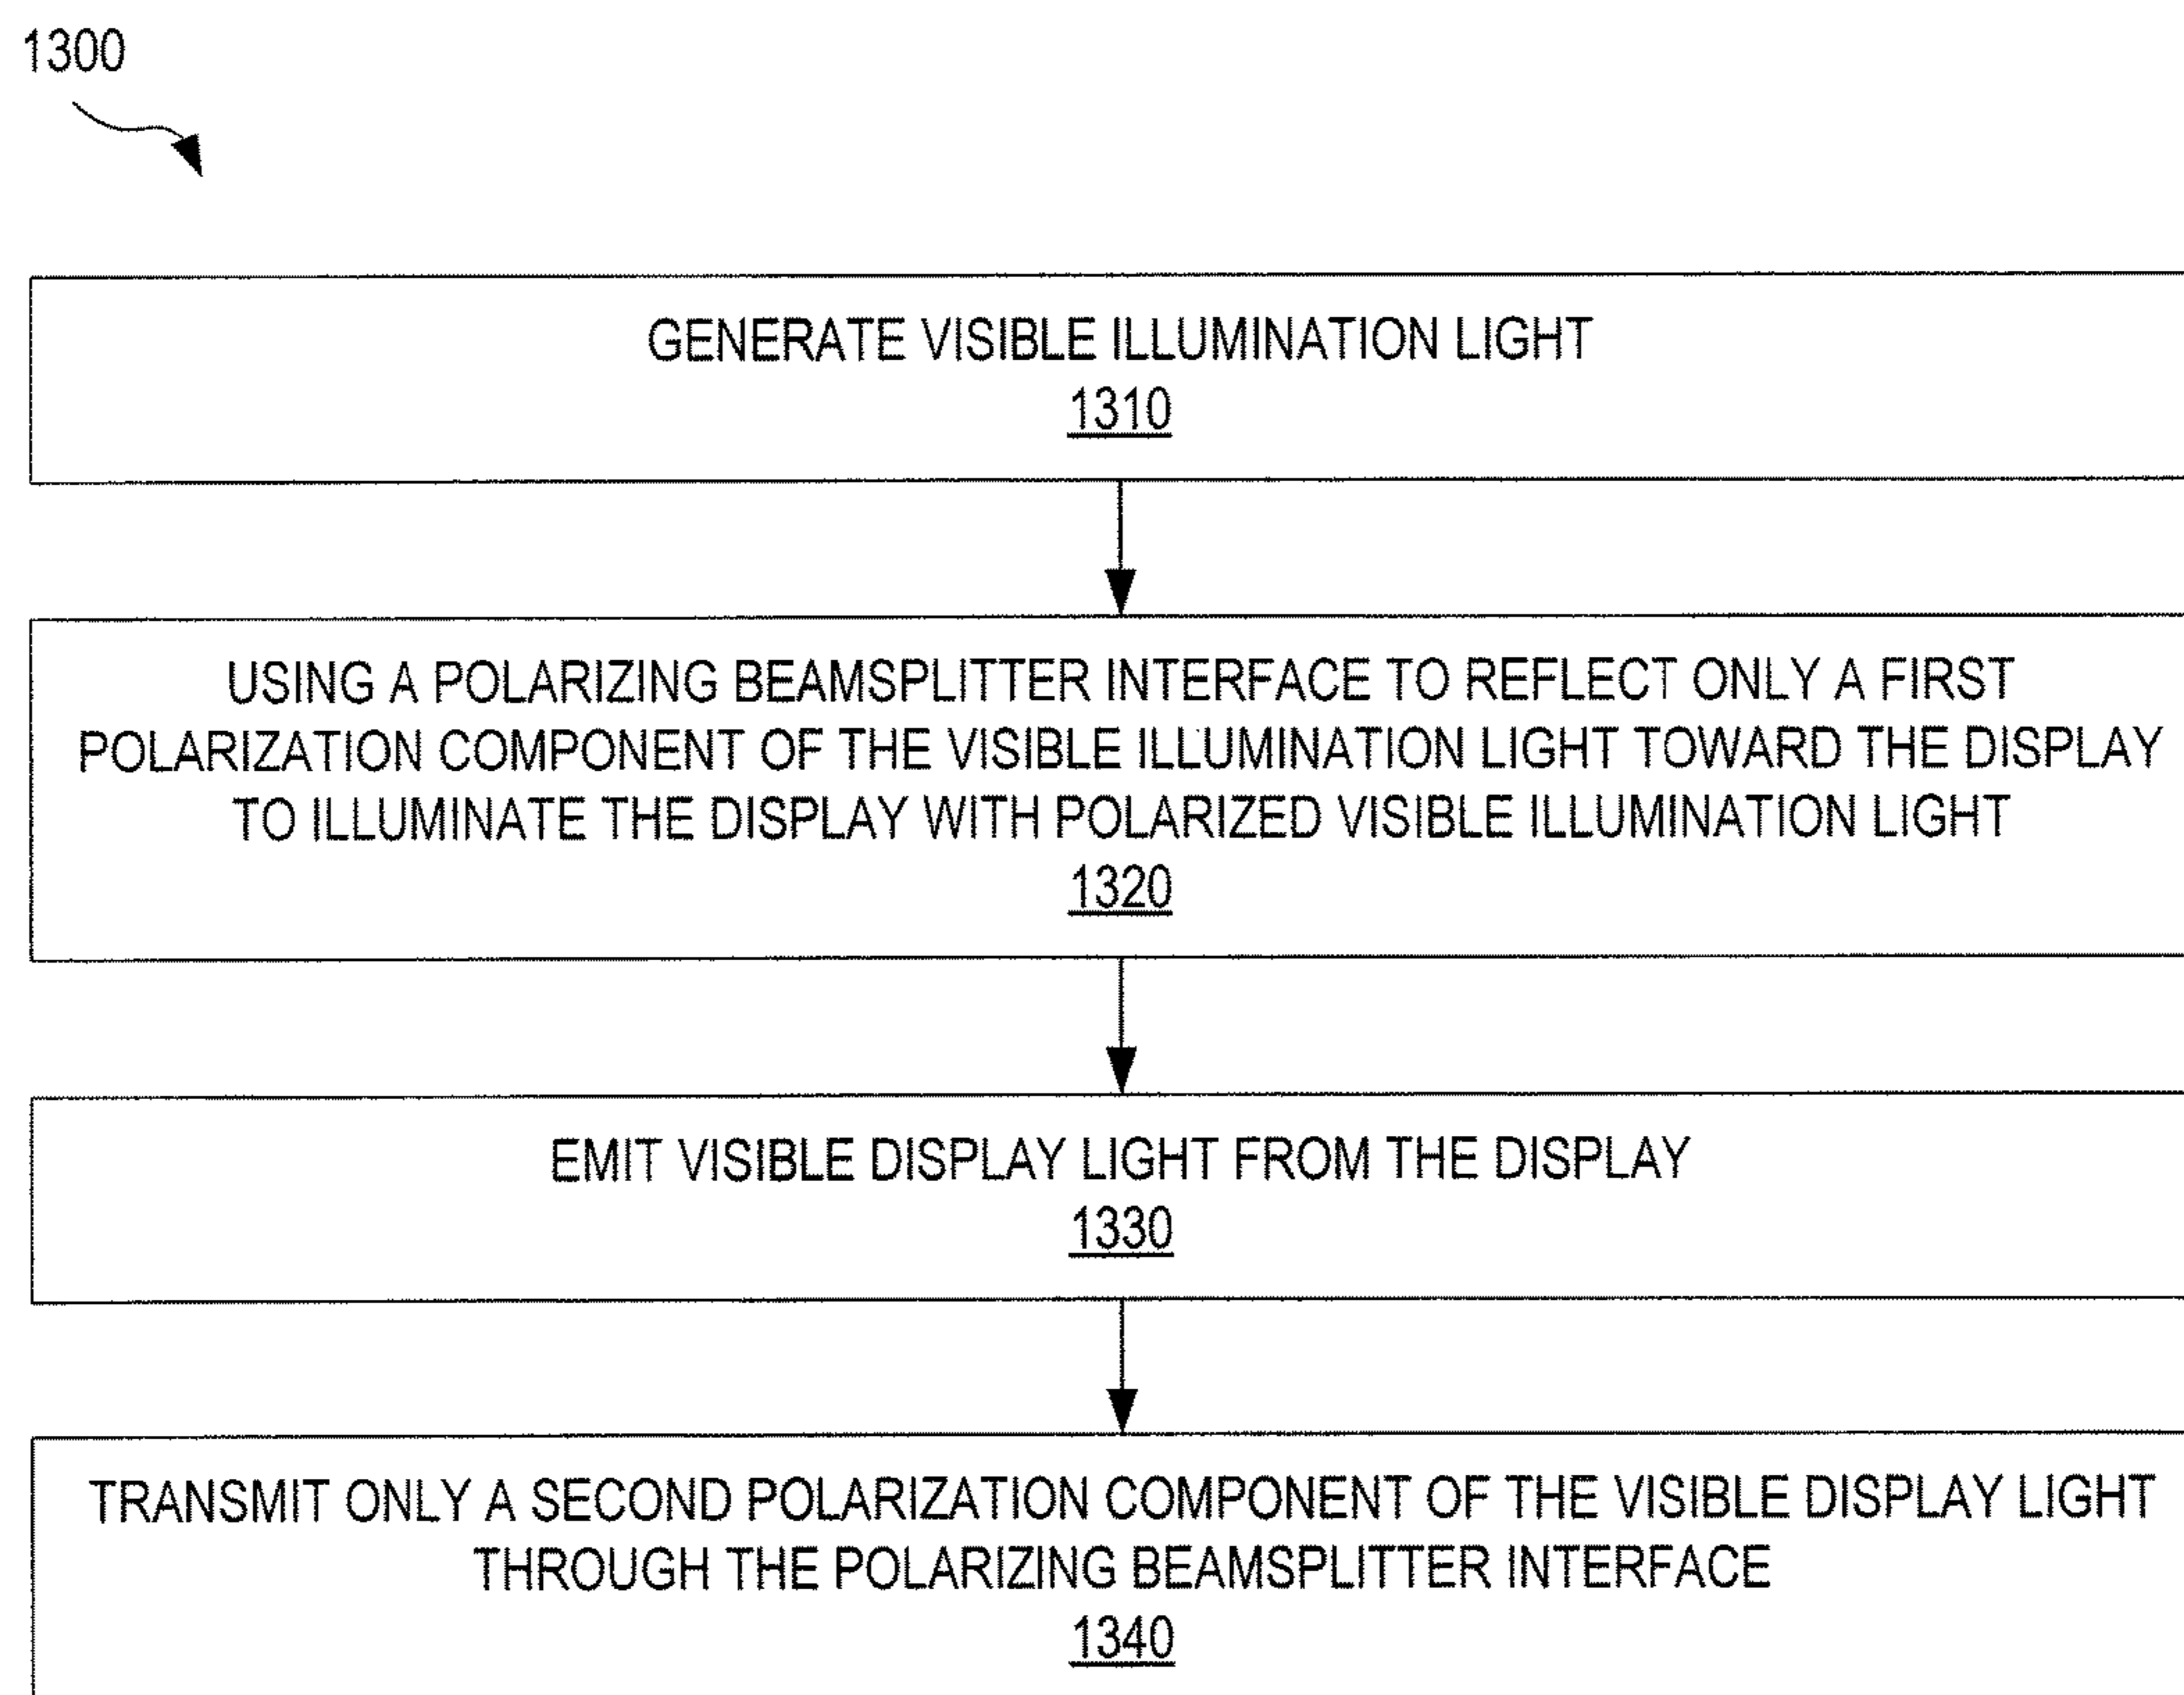 1300
GENERATE VISIBLE ILLUMINATION LIGHT
1310
USING A POLARIZING BEAMSPLITTER INTERFACE TO REFLECT ONLY A FIRST
POLARIZATION COMPONENT OF THE VISIBLE ILLUMINATION LIGHT TOWARD THE DISPLAY
TO ILLUMINATE THE DISPLAY WITH POLARIZED VISIBLE ILLUMINATION LIGHT
1320
EMIT VISIBLE DISPLAY LIGHT FROM THE DISPLAY
1330
TRANSMIT ONLY A SECOND POLARIZATION COMPONENT OF THE VISIBLE DISPLAY LIGHT
THROUGH THE POLARIZING BEAMSPLITTER INTERFACE
1340